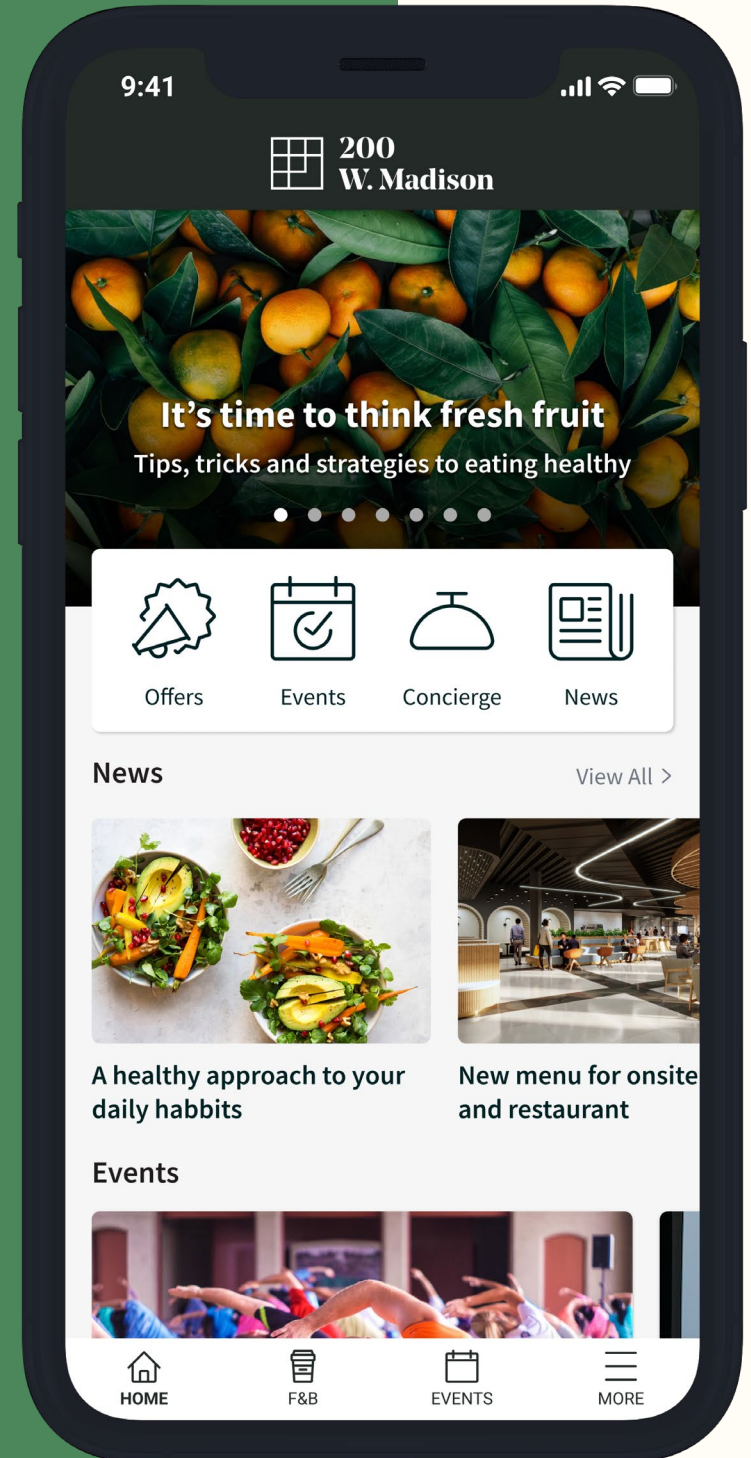 9:41
200
W. Madison
It's time to think fresh fruit
Tips, tricks and strategies to eating healthy
Offers
Events
Concierge
News
News
View All >
A healthy approach to your
daily habbits
New menu for onsite
and restaurant
Events
HOME
F&B
EVENTS
MORE